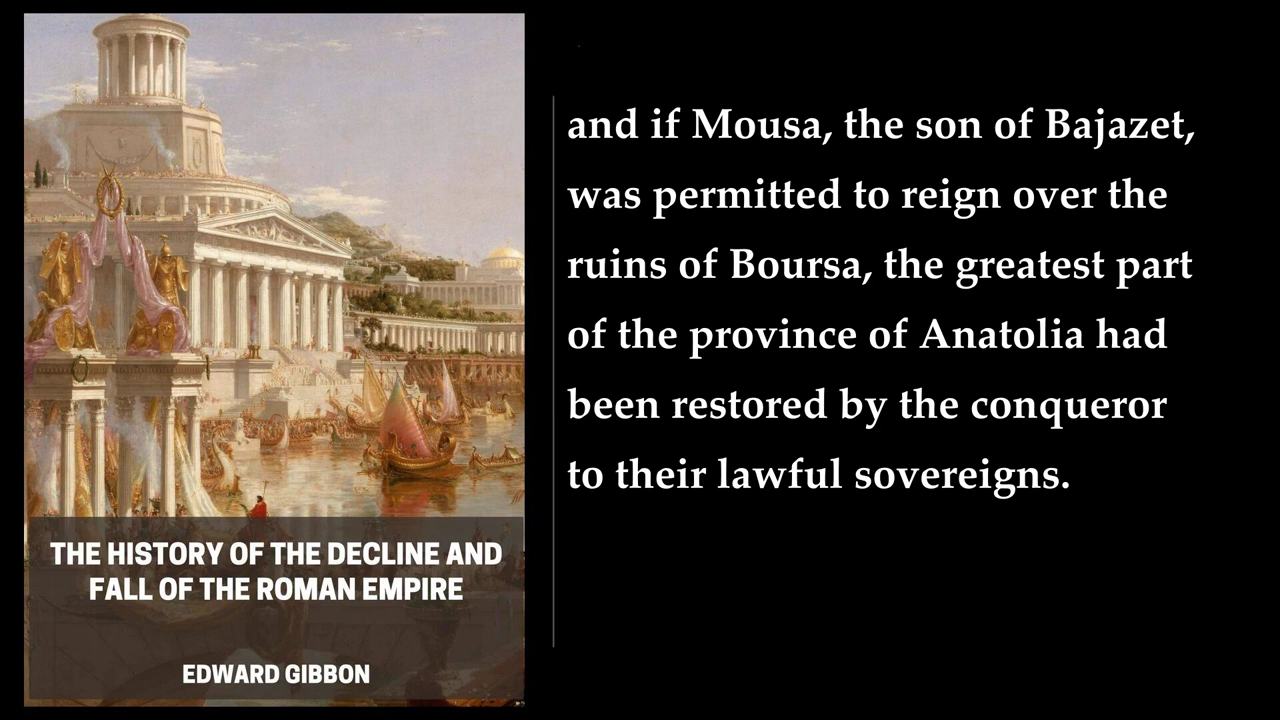 THE HISTORY OF THE DECLINE AND
FALL OF THE ROMAN EMPIRE
EDWARD GIBBON
and if Mousa, the son of Bajazet,
was permitted to reign over the
ruins of Boursa, the greatest part
of the province of Anatolia had
been restored by the conqueror
to their lawful sovereigns.